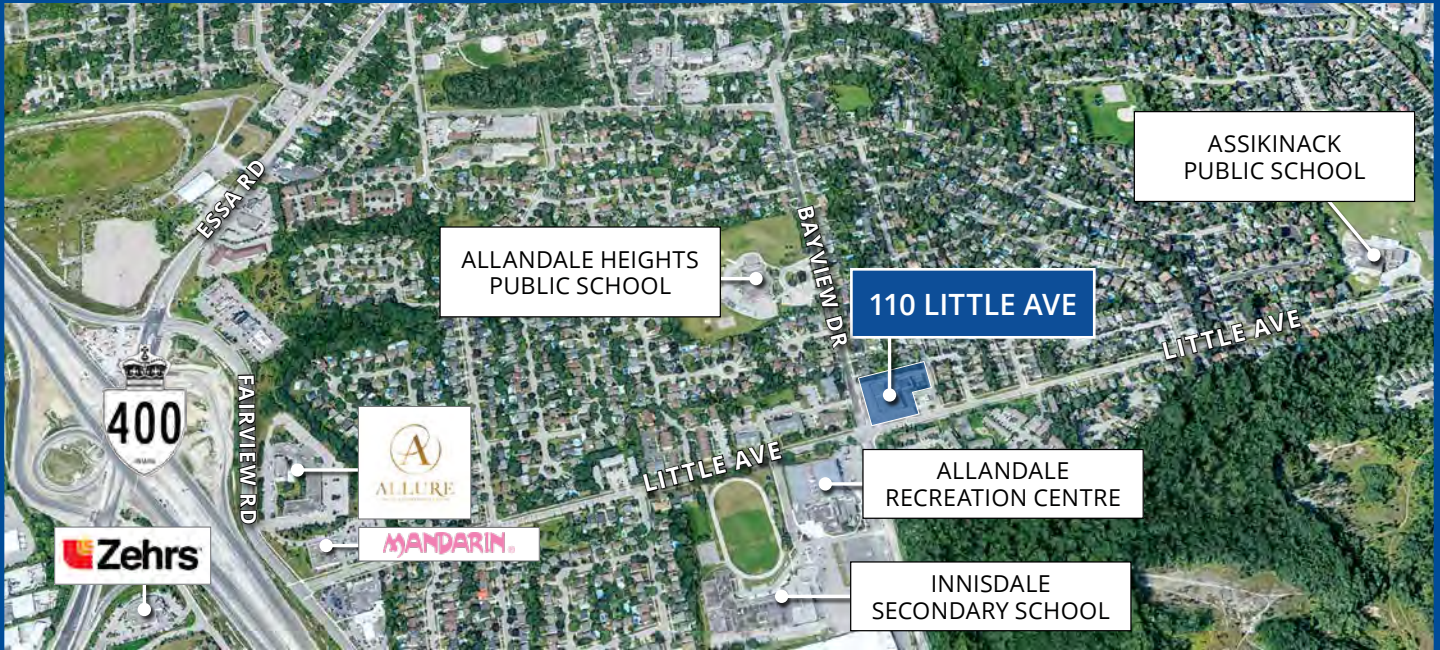 ASSIKINACK
PUBLIC SCHOOL
ESSA RD
BAYVIEW DR
ALLANDALE HEIGHTS
PUBLIC SCHOOL
110 LITTLE AVE
LITTLE AVE
400
FAIRVIEW RD
A
ALLURE
LITTLE AVE
ALLANDALE
RECREATION CENTRE
MANDARIN
Zehrs
INNISDALE
SECONDARY SCHOOL